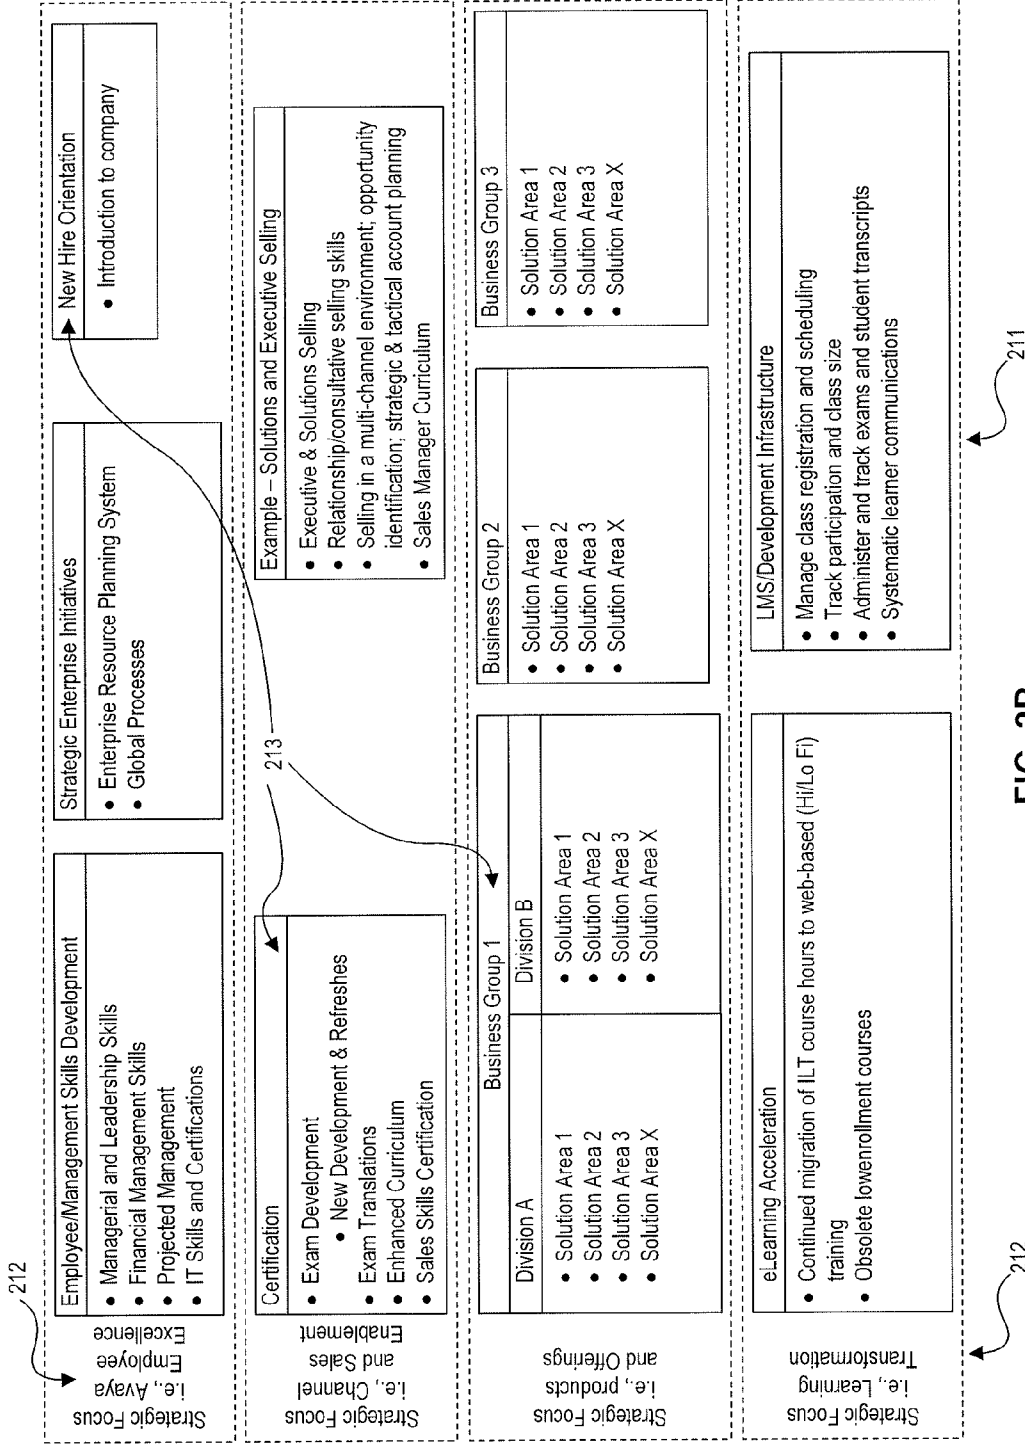 212
Strategic Focus
i.e., Avaya
Employee
Excellence
Employee/Management Skills Development
• Managerial and Leadership Skills
• Financial Management Skills
• Projected Management
• IT Skills and Certifications
Strategic Enterprise Initiatives
• Enterprise Resource Planning System
• Global Processes
New Hire Orientation
• Introduction to company
213
Strategic Focus
i.e., Channel
and Sales
Enablement
Certification
• Exam Development
• New Development & Refreshes
• Exam Translations
• Enhanced Curriculum
• Sales Skills Certification
Example – Solutions and Executive Selling
• Executive & Solutions Selling
• Relationship/consultative selling skills
• Selling in a multi-channel environment; opportunity
identification; strategic & tactical account planning
• Sales Manager Curriculum
Strategic Focus
i.e., products
and Offerings
Business Group 1
Division A
• Solution Area 1
• Solution Area 2
• Solution Area 3
• Solution Area X
Division B
• Solution Area 1
• Solution Area 2
• Solution Area 3
• Solution Area X
Business Group 2
• Solution Area 1
• Solution Area 2
• Solution Area 3
• Solution Area X
Business Group 3
• Solution Area 1
• Solution Area 2
• Solution Area 3
• Solution Area X
Strategic Focus
i.e., Learning
Transformation
eLearning Acceleration
• Continued migration of ILT course hours to web-based (Hi/Lo Fi)
training
• Obsolete lowenrollment courses
LMS/Development Infrastructure
• Manage class registration and scheduling
• Track participation and class size
• Administer and track exams and student transcripts
• Systematic learner communications
212
211
FIG.